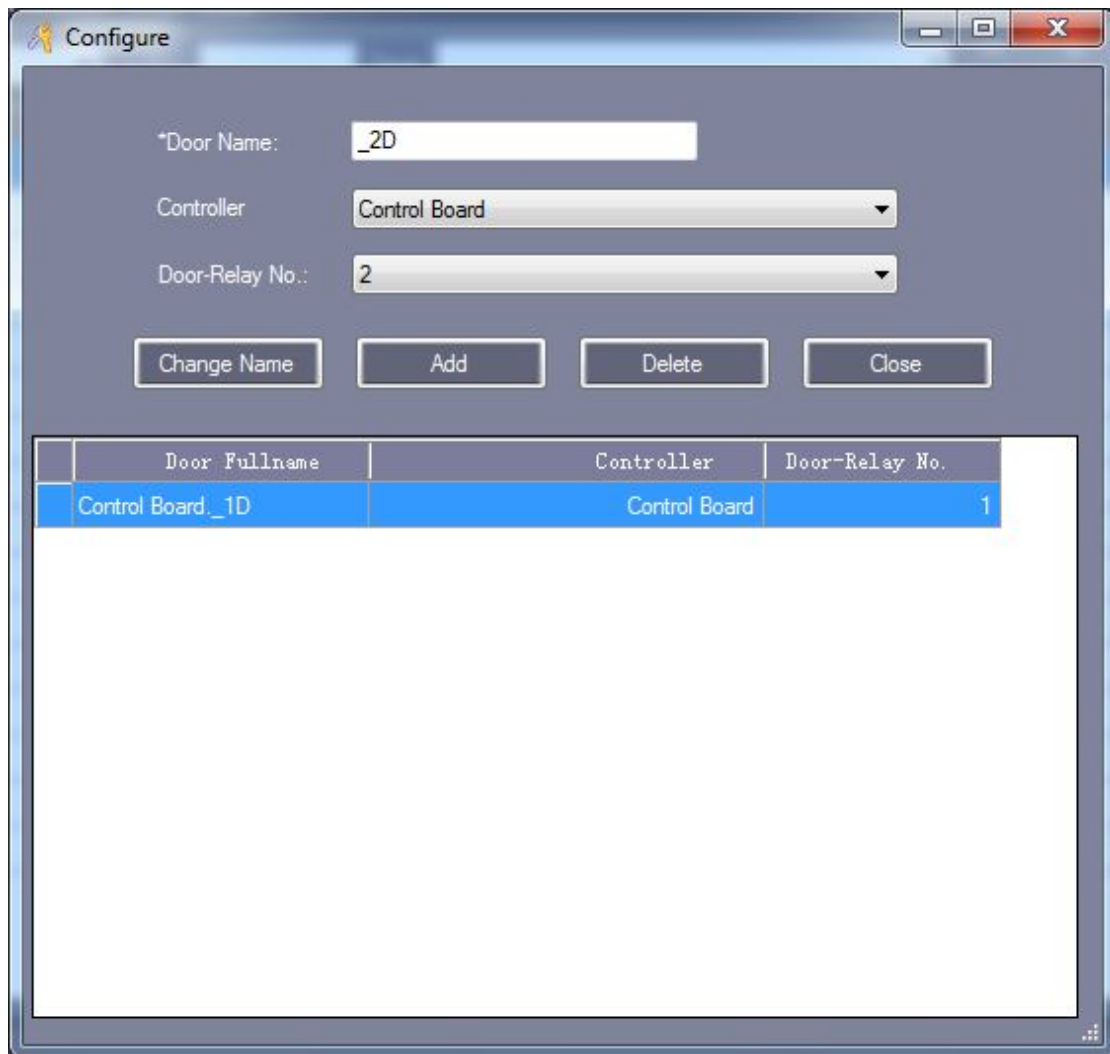 Configure
*Door Name: _2D
Controller Control Board
Door-Relay No.: 2
Change Name Add Delete Close
Door Fullname Controller Door-Relay No.
Control Board._1D Control Board 1